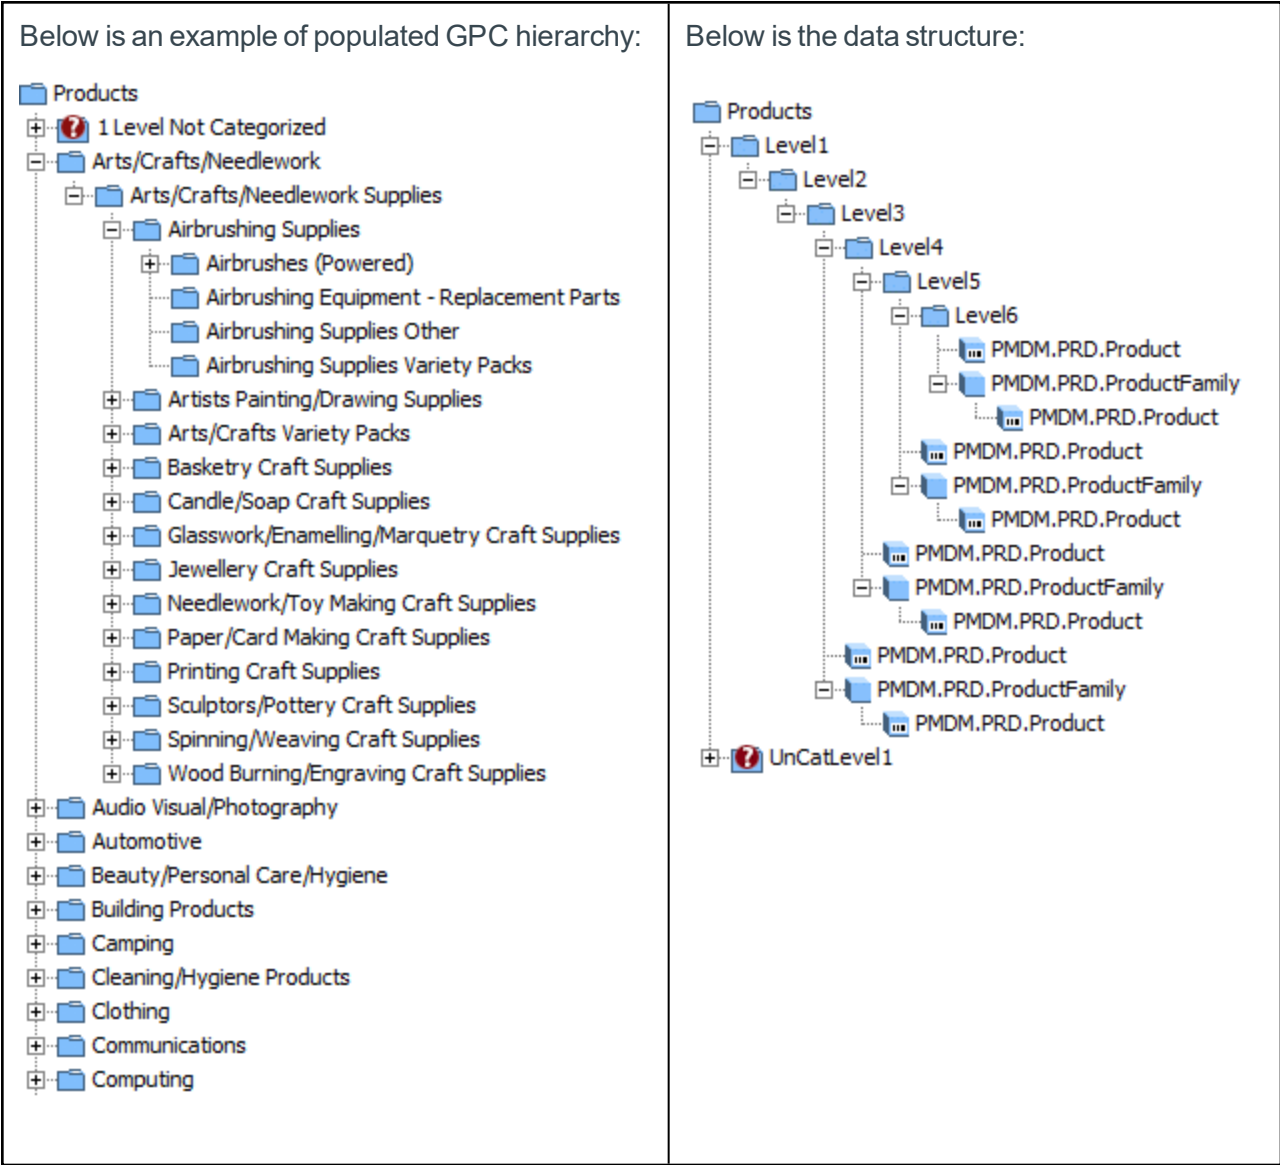 Below is an example of populated GPC hierarchy:
Products
1 Level Not Categorized
Arts/Crafts/Needlework
Arts/Crafts/Needlework Supplies
Airbrushing Supplies
Airbrushes (Powered)
Airbrushing Equipment - Replacement Parts
Airbrushing Supplies Other
Airbrushing Supplies Variety Packs
Artists Painting/Drawing Supplies
Arts/Crafts Variety Packs
Basketry Craft Supplies
Candle/Soap Craft Supplies
Glasswork/Enamelling/Marquetry Craft Supplies
Jewellery Craft Supplies
Needlework/Toy Making Craft Supplies
Paper/Card Making Craft Supplies
Printing Craft Supplies
Sculptors/Pottery Craft Supplies
Spinning/Weaving Craft Supplies
Wood Burning/Engraving Craft Supplies
Audio Visual/Photography
Automotive
Beauty/Personal Care/Hygiene
Building Products
Camping
Cleaning/Hygiene Products
Clothing
Communications
Computing
Below is the data structure:
Products
Level1
Level2
Level3
Level4
Level5
Level6
PMDM.PRD.Product
PMDM.PRD.ProductFamily
PMDM.PRD.Product
PMDM.PRD.Product
PMDM.PRD.ProductFamily
PMDM.PRD.Product
PMDM.PRD.Product
PMDM.PRD.ProductFamily
PMDM.PRD.Product
PMDM.PRD.Product
PMDM.PRD.ProductFamily
PMDM.PRD.Product
UnCatLevel1